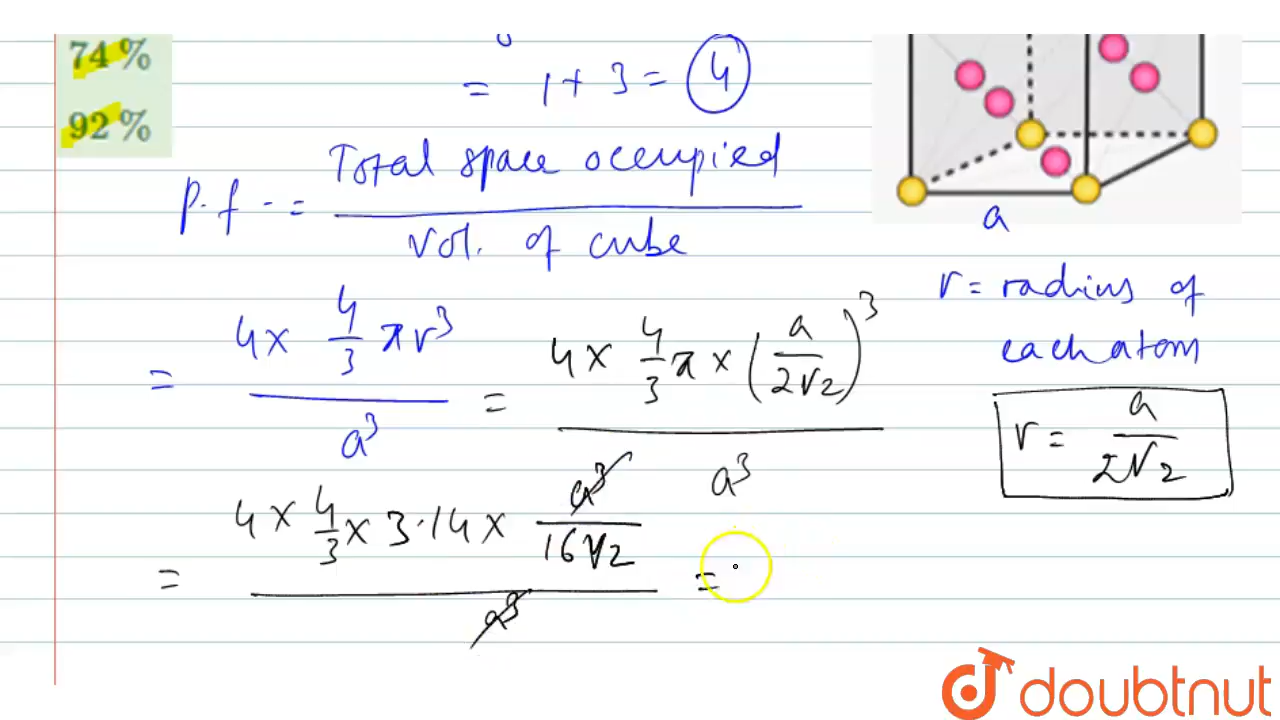 74 %
92 %
= 1 + 3 = 4
P.f. = Total space occupied / Vol. of cube
a
r = radius of each atom
= 4 × 4/3 πr³ / a³ = 4 × 4/3 π × (a/2√2)³ / a³
r = a/2√2
= 4 × 4/3 × 3.14 × a³/16√2 / a³ =
doubtnut